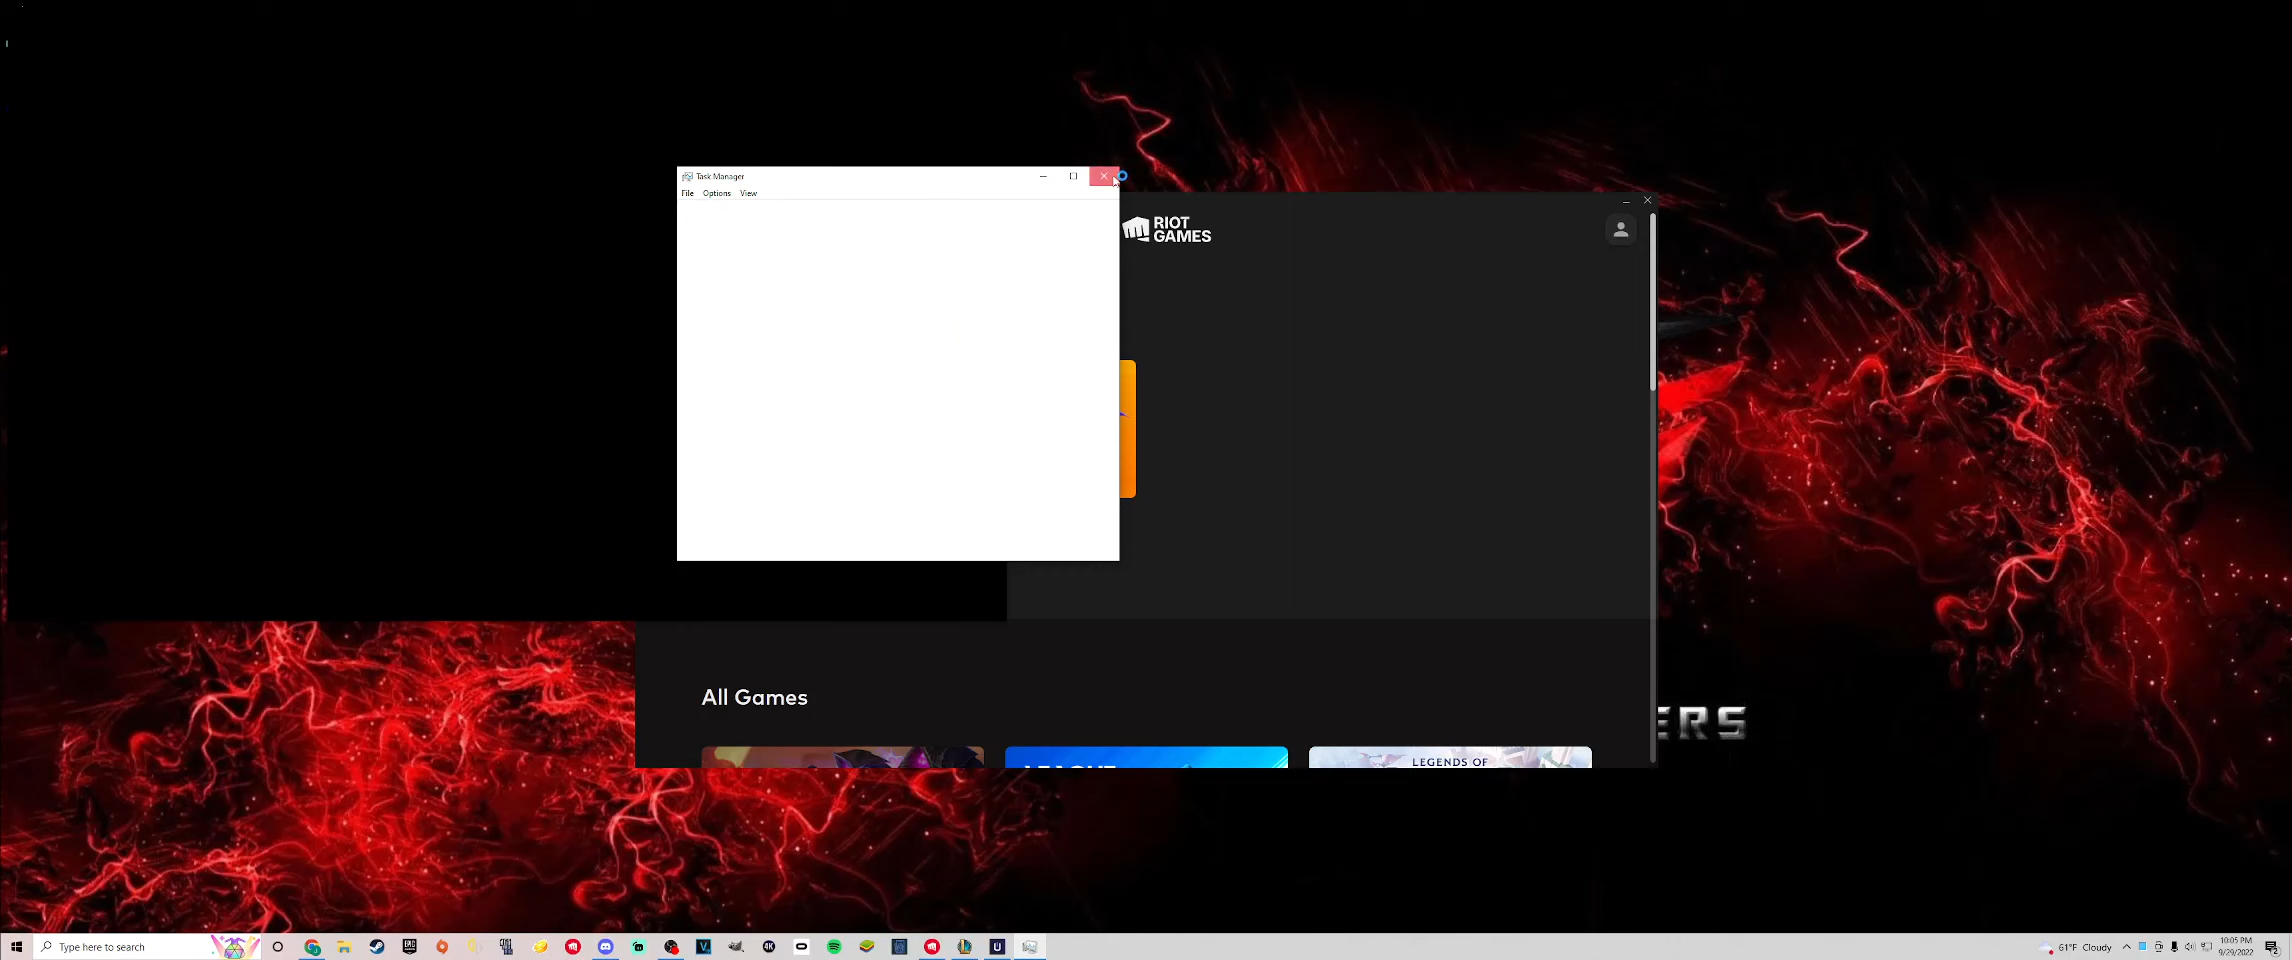 Task Manager
File Options View
RIOT
GAMES
All Games
LEGENDS OF
ERS
Type here to search
61°F Cloudy
10:05 PM
9/29/2022